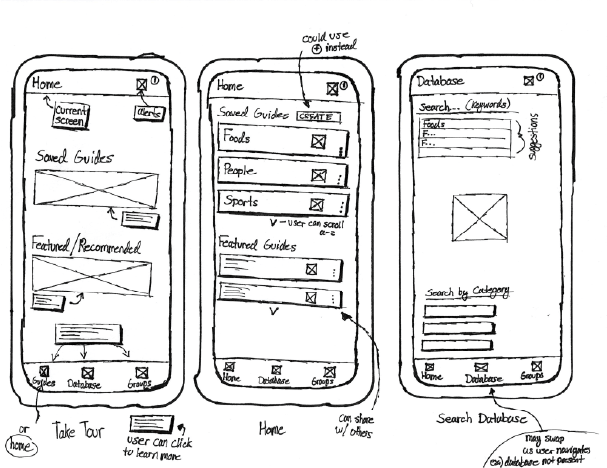 Home
Current
screen
Alerts
Saved Guides
Featured/Recommended
Guides Database Groups
or
home
Take Tour
user can click
to learn more
could use
+ instead
Home
Saved Guides CREATE
Foods
People
Sports
v - user can scroll
a-z
Featured Guides
Home Database Groups
Home
can share
w/ others
Database
Search... (keywords)
Foods
F...
F...
suggestions
Search by Category
Home Database Groups
Search Database
may swap
as user navigates
ex) database not present